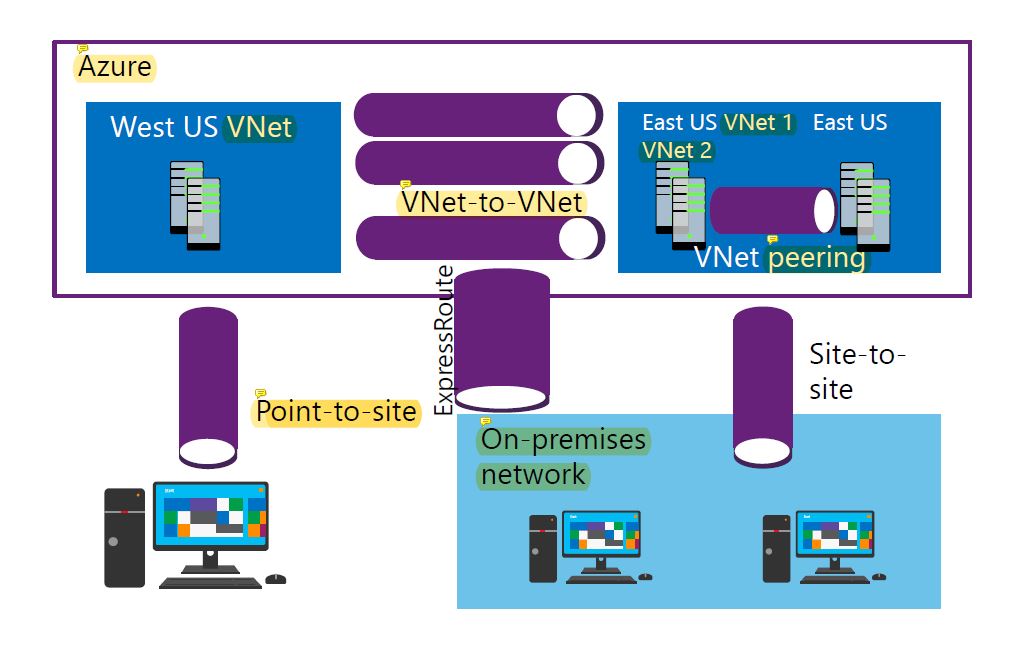 Azure
West US VNet
East US VNet 1 East US
VNet 2
VNet-to-VNet
VNet peering
ExpressRoute
Site-to-
site
Point-to-site
On-premises
network